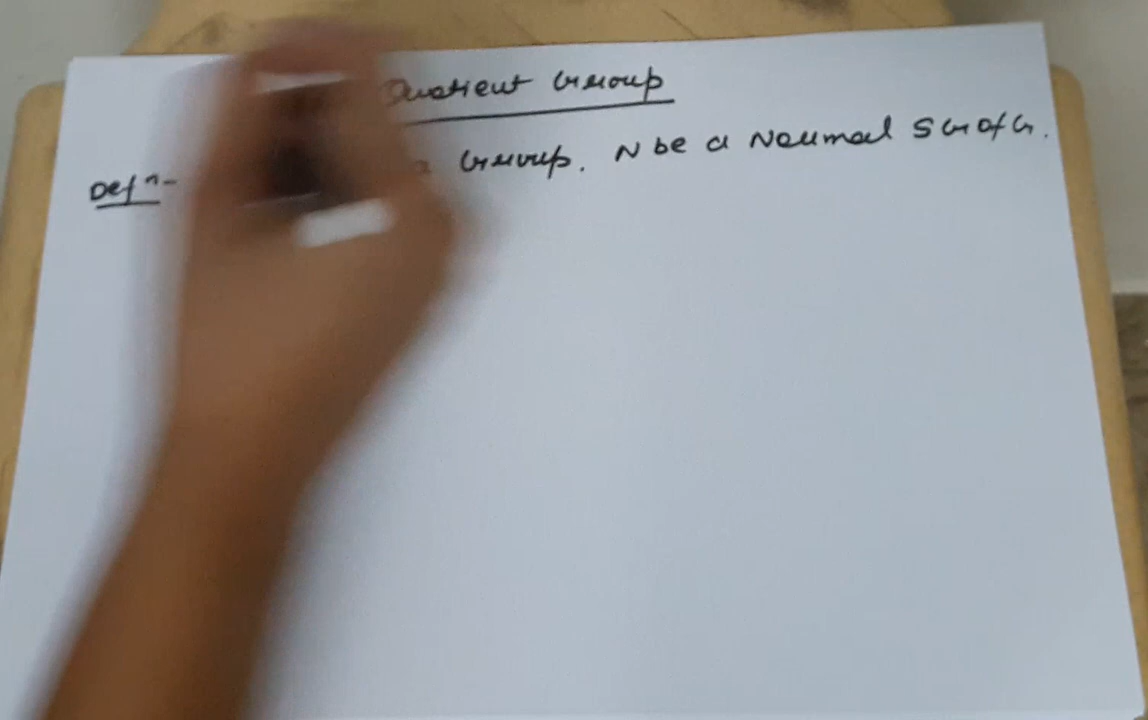 Quotient Group
Defn- a Group. N be a Normal SG of G.